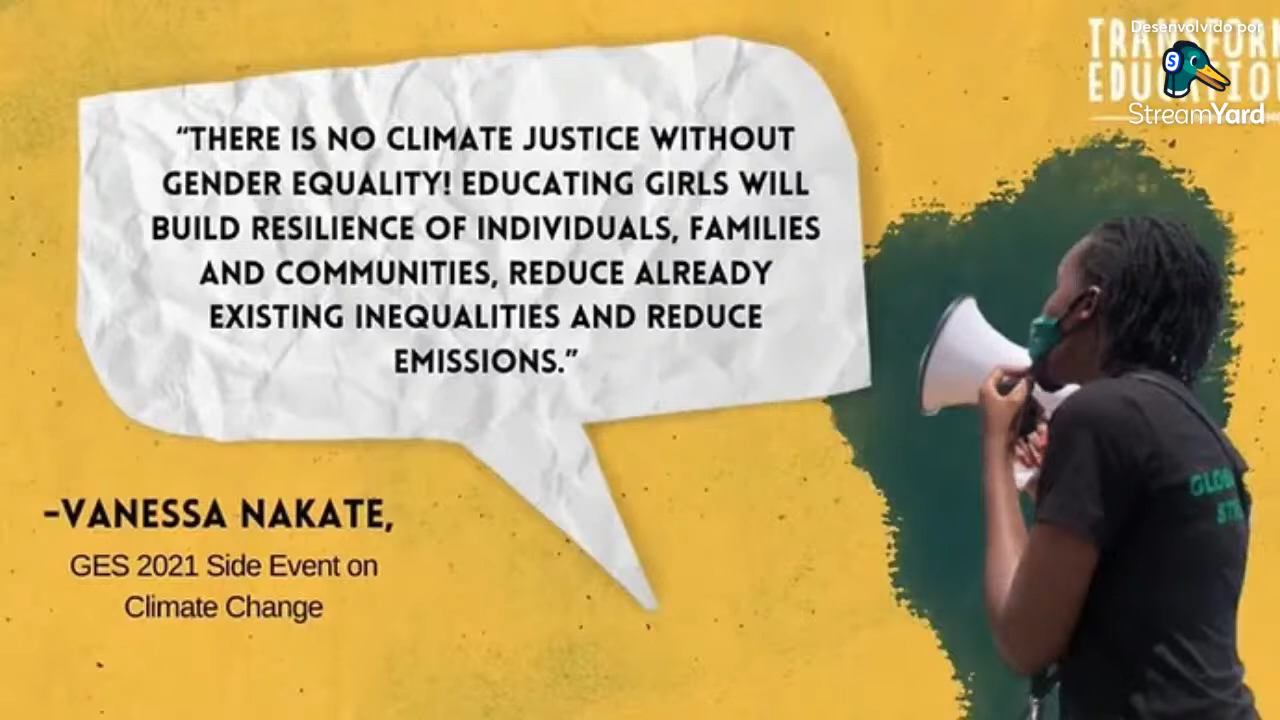 “THERE IS NO CLIMATE JUSTICE WITHOUT
GENDER EQUALITY! EDUCATING GIRLS WILL
BUILD RESILIENCE OF INDIVIDUALS, FAMILIES
AND COMMUNITIES, REDUCE ALREADY
EXISTING INEQUALITIES AND REDUCE
EMISSIONS.”
-VANESSA NAKATE,
GES 2021 Side Event on
Climate Change
Desenvolvido por
StreamYard